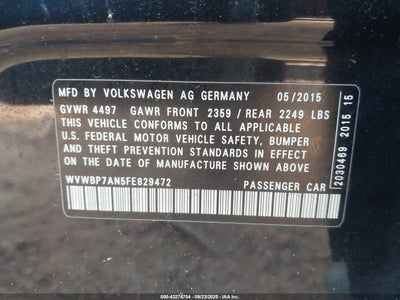 MFD BY VOLKSWAGEN AG GERMANY 05/2015
GVWR 4497 GAWR FRONT 2359 / REAR 2249 LBS
THIS VEHICLE CONFORMS TO ALL APPLICABLE
U.S. FEDERAL MOTOR VEHICLE SAFETY, BUMPER
AND THEFT PREVENTION STANDARDS IN EFFECT
ON THE DATE OF MANUFACTURE SHOWN ABOVE
WVWBP7AN5FE829472 PASSENGER CAR
2030469 2015 15
000-43274704 - 09/23/2025 - IAA, Inc.